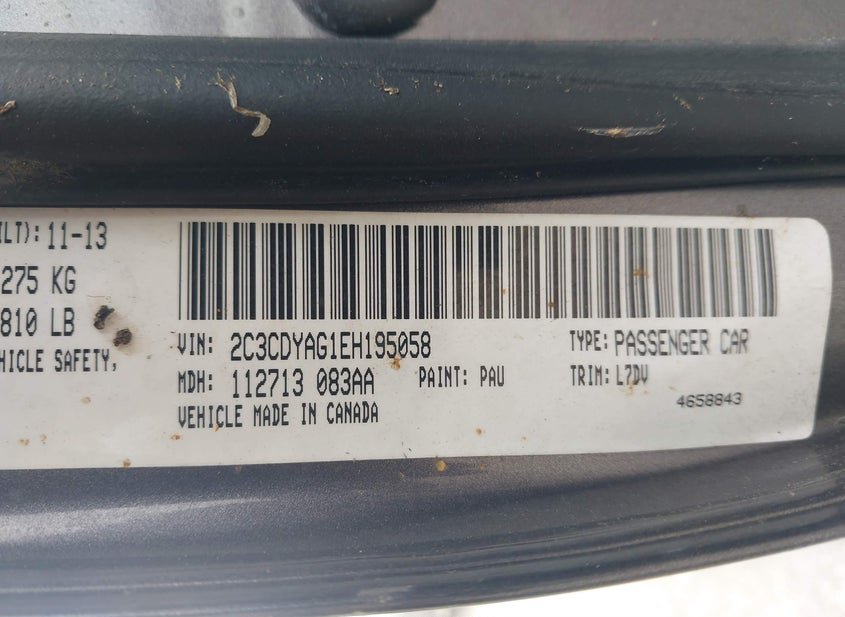 ILT): 11-13
275 KG
810 LB
HICLE SAFETY,
VIN: 2C3CDYAG1EH195058
TYPE: PASSENGER CAR
MDH: 112713 083AA
PAINT: PAU
TRIM: L7DV
VEHICLE MADE IN CANADA
4658843